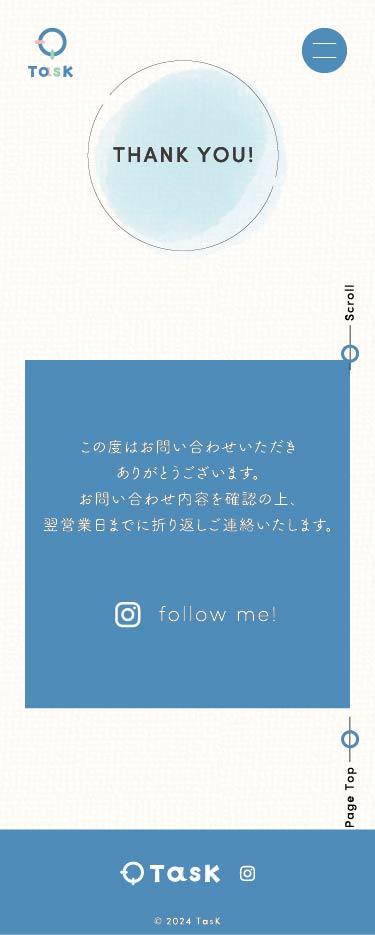 TasK
THANK YOU!
Scroll
この度はお問い合わせいただき
ありがとうございます。
お問い合わせ内容を確認の上、
翌営業日までに折り返しご連絡いたします。
follow me!
Page Top
TasK
© 2024 TasK